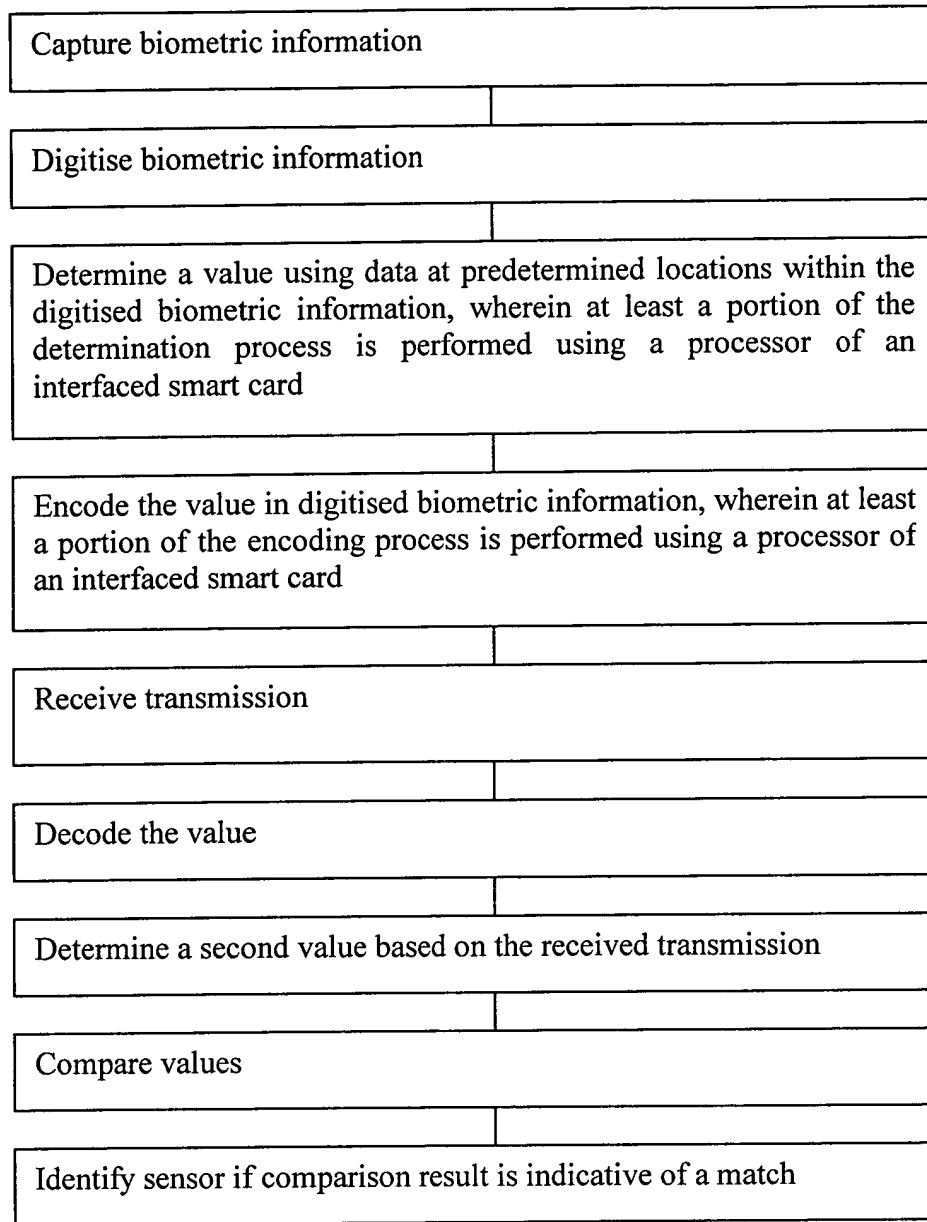 Capture biometric information
Digitise biometric information
Determine a value using data at predetermined locations within the
digitised biometric information, wherein at least a portion of the
determination process is performed using a processor of an
interfaced smart card
Encode the value in digitised biometric information, wherein at least
a portion of the encoding process is performed using a processor of
an interfaced smart card
Receive transmission
Decode the value
Determine a second value based on the received transmission
Compare values
Identify sensor if comparison result is indicative of a match